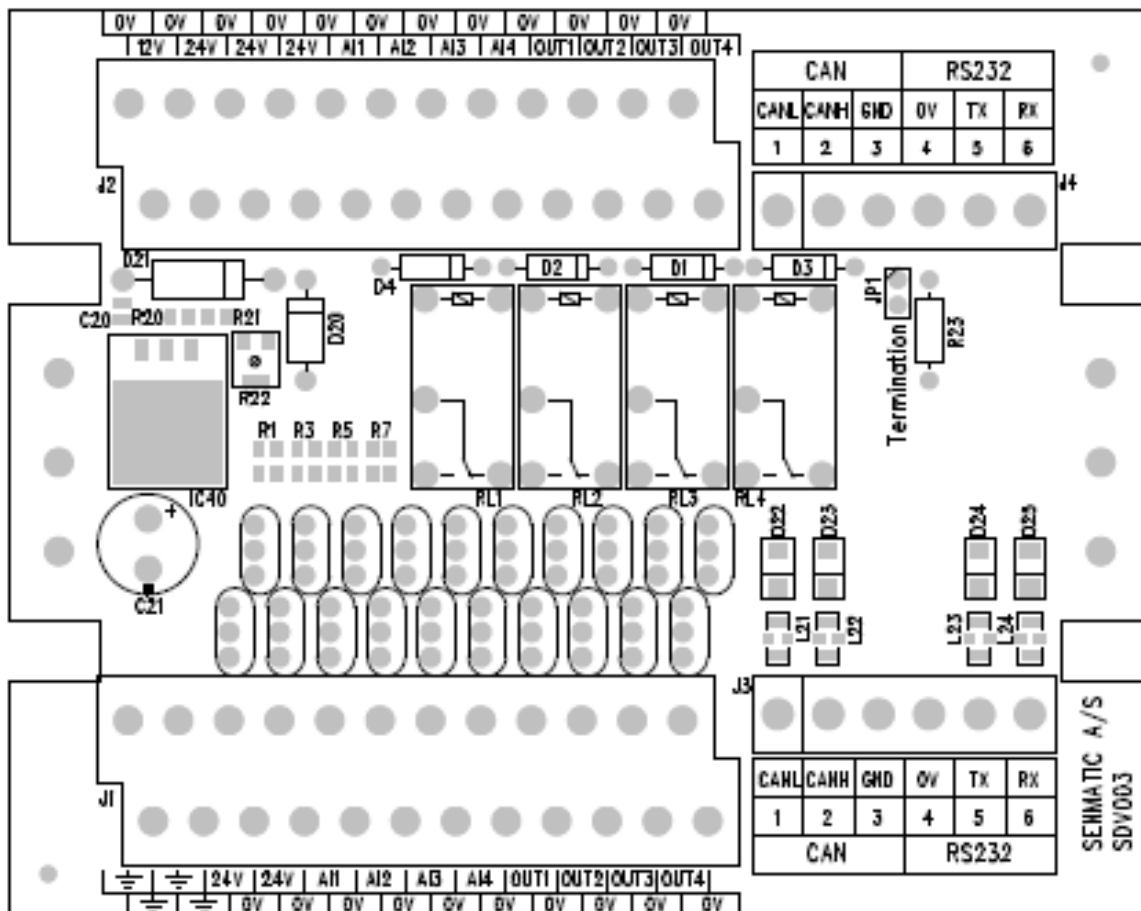 0V 0V 0V 0V 0V 0V 0V 0V 0V 0V 0V 0V
12V 24V 24V 24V AI1 AI2 AI3 AI4 OUT1 OUT2 OUT3 OUT4
CAN RS232
CANL CANH GND 0V TX RX
1 2 3 4 5 6
J2
J4
D21
D4 D2 D1 D3
JP1
Termination
R23
C20 R20 R21
D20
R22
R1 R3 R5 R7
IC40
RL1 RL2 RL3 RL4
+
C21
D22 D23 D24 D25
L21 L22 L23 L24
J3
J1
CANL CANH GND 0V TX RX
1 2 3 4 5 6
CAN RS232
SENMATIC A/S
SDV003
24V 24V AI1 AI2 AI3 AI4 OUT1 OUT2 OUT3 OUT4
0V 0V 0V 0V 0V 0V 0V 0V 0V 0V